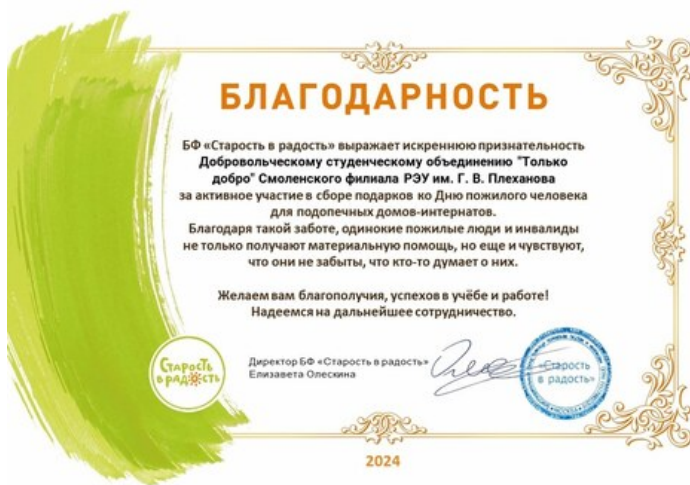 БЛАГОДАРНОСТЬ
БФ «Старость в радость» выражает искреннюю признательность
Добровольческому студенческому объединению "Только
добро" Смоленского филиала РЭУ им. Г. В. Плеханова
за активное участие в сборе подарков ко Дню пожилого человека
для подопечных домов-интернатов.
Благодаря такой заботе, одинокие пожилые люди и инвалиды
не только получают материальную помощь, но еще и чувствуют,
что они не забыты, что кто-то думает о них.
Желаем вам благополучия, успехов в учёбе и работе!
Надеемся на дальнейшее сотрудничество.
Старость
в радость
Директор БФ «Старость в радость»
Елизавета Олескина
«Старость
в радость»
2024